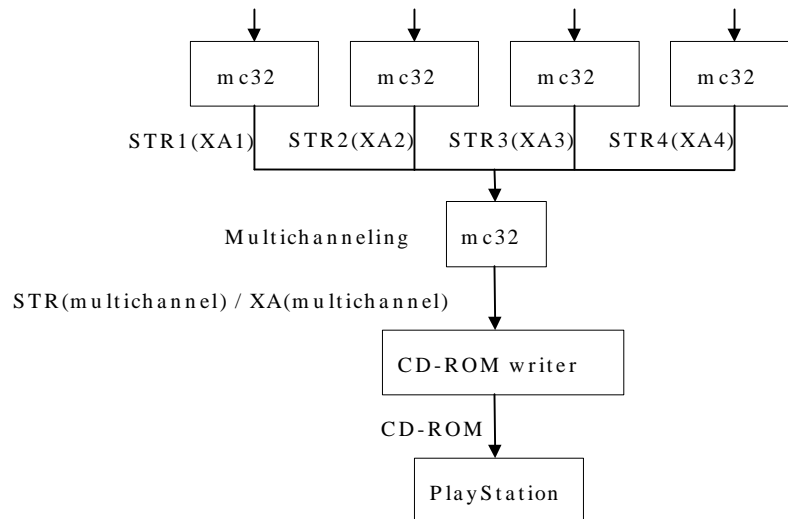 mc32
mc32
mc32
mc32
STR1(XA1)
STR2(XA2)
STR3(XA3)
STR4(XA4)
Multichanneling
mc32
STR(multichannel) / XA(multichannel)
CD-ROM writer
CD-ROM
PlayStation